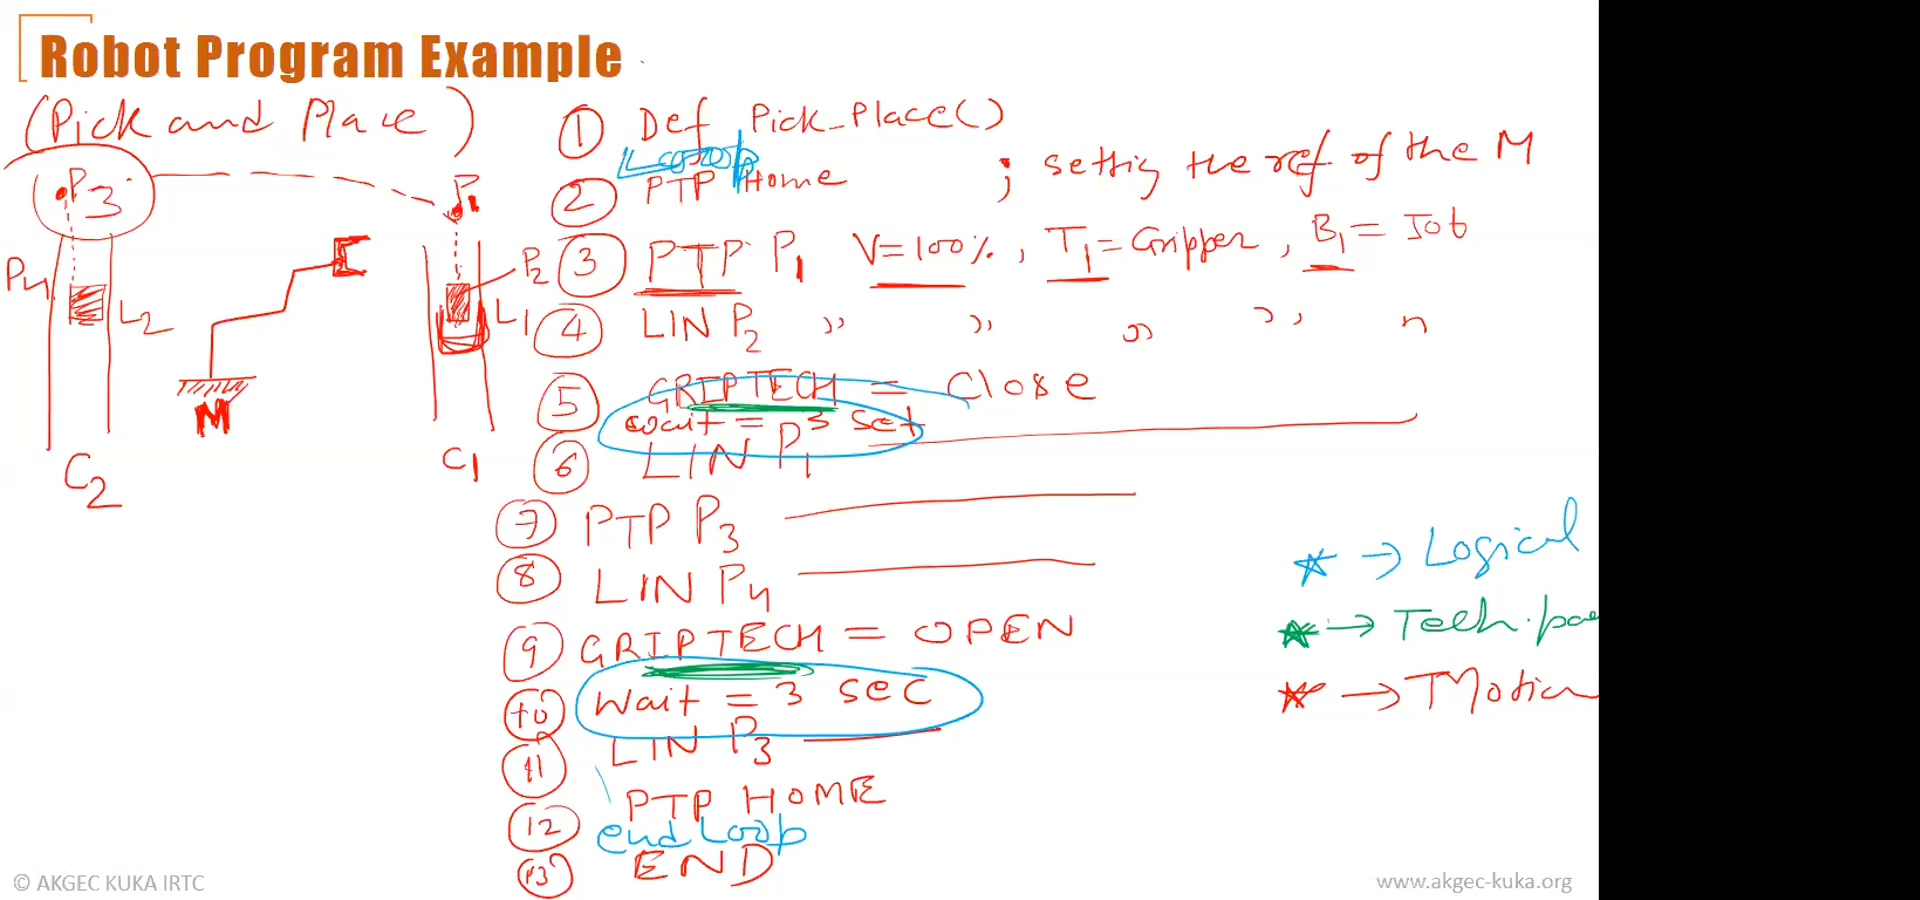 Robot Program Example
(Pick and Place)
P3
P1
P4
L2
P2
L1
M
C2
C1
1 Def Pick_Place()
Loop
2 PTP Home ; setting the ref of the M
3 PTP P1 V=100%, T1=Gripper, B1=Job
4 LIN P2 ,, ,, ,, ,, n
5 GRIPTECH = Close
wait = 3 sec
6 LIN P1
7 PTP P3
8 LIN P4
9 GRIPTECH = OPEN
10 Wait = 3 sec
11 LIN P3
12 PTP HOME
end Loop
13 END
→ Logical
→ Tech.
→ Motion
© AKGEC KUKA IRTC
www.akgec-kuka.org